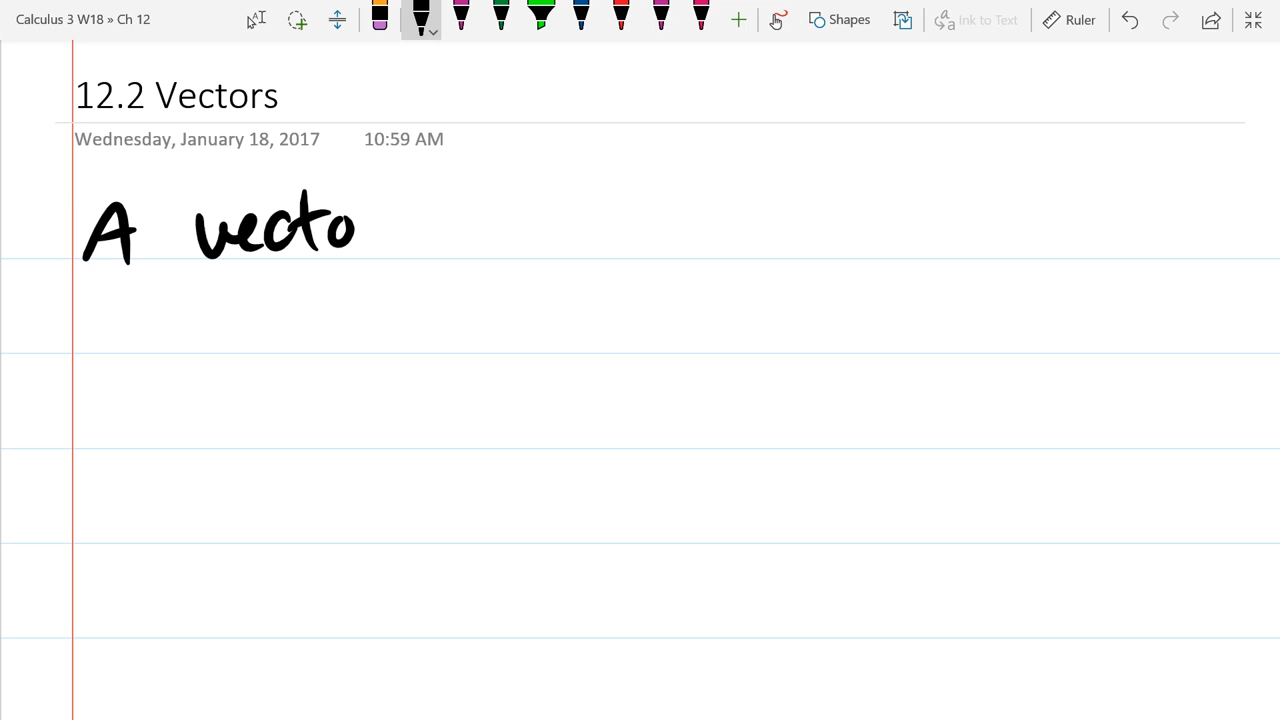 Calculus 3 W18 » Ch 12 Shapes Ink to Text Ruler
12.2 Vectors
Wednesday, January 18, 2017 10:59 AM
A vecto